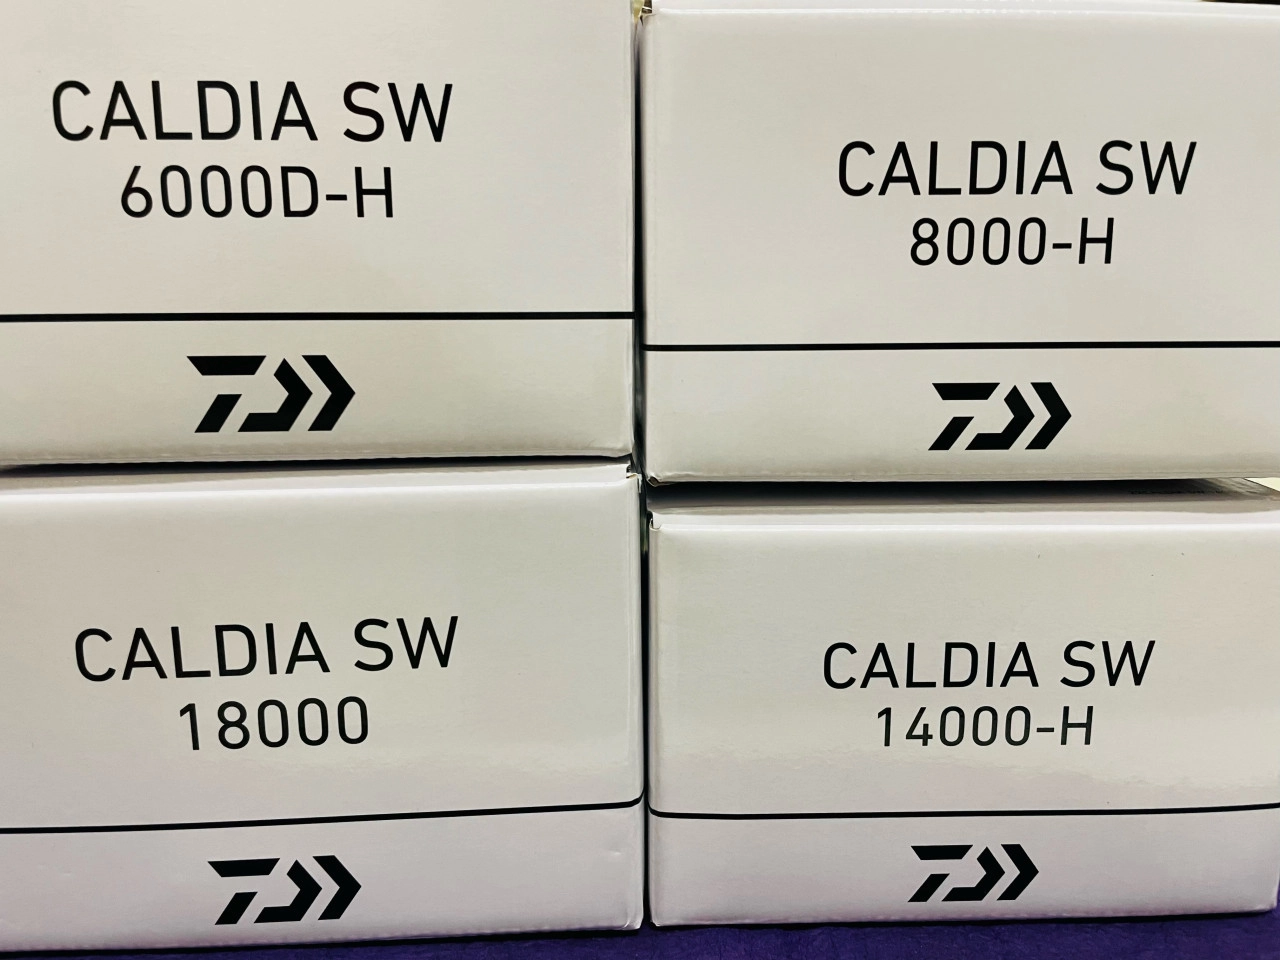 CALDIA SW
6000D-H
CALDIA SW
8000-H
CALDIA SW
18000
CALDIA SW
14000-H